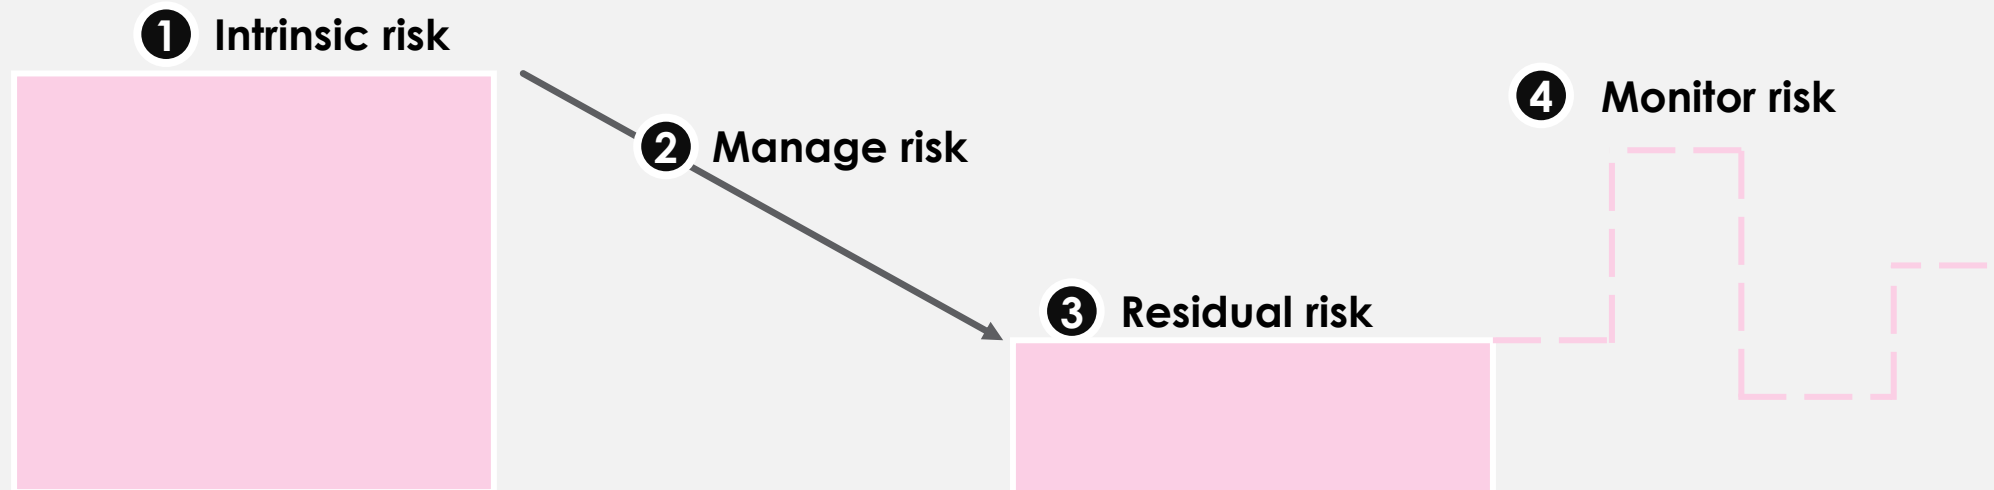 1 Intrinsic risk
2 Manage risk
3 Residual risk
4 Monitor risk